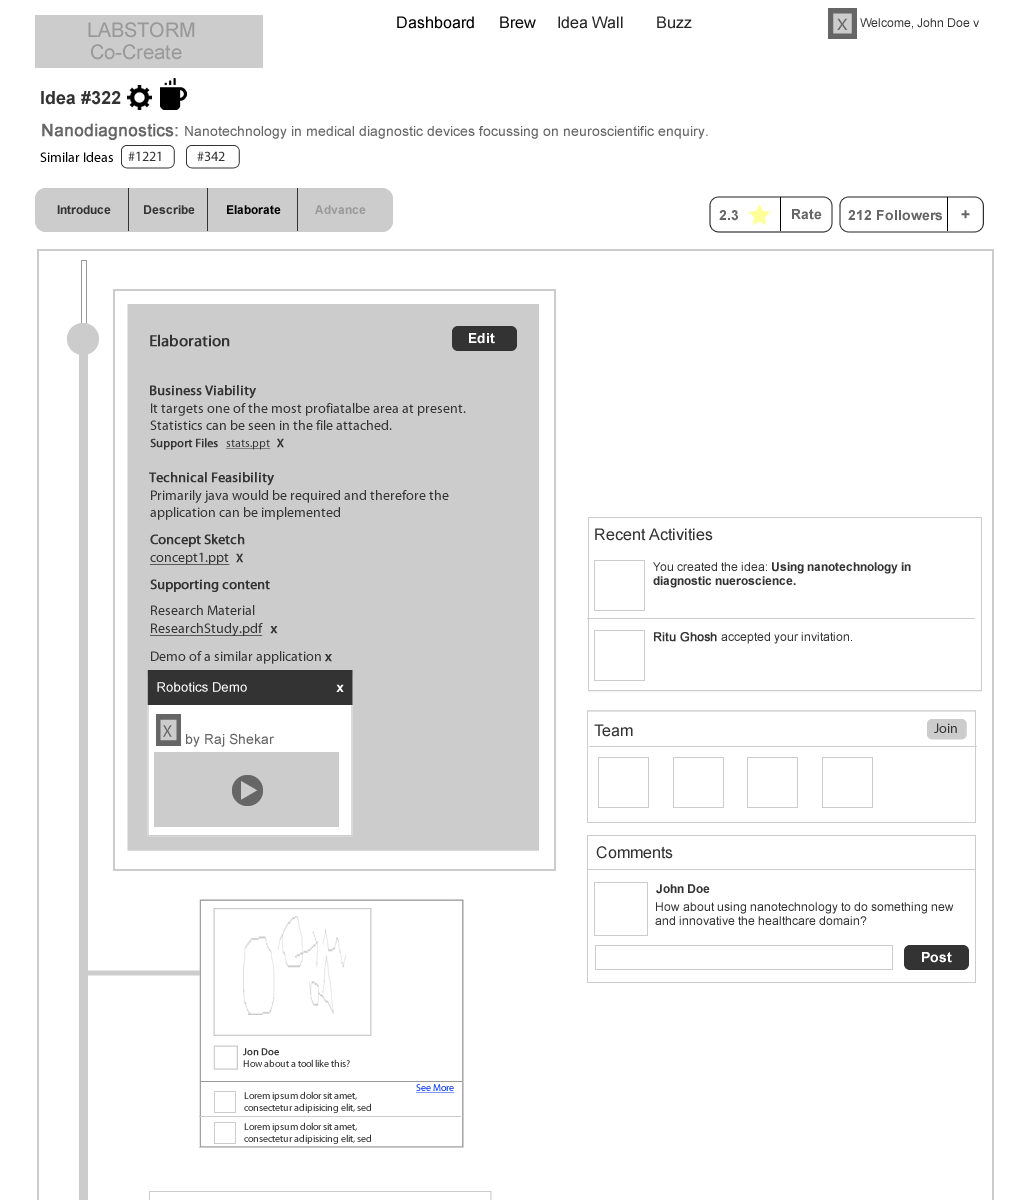 LABSTORM
Co-Create
Dashboard Brew Idea Wall Buzz
X Welcome, John Doe v
Idea #322
Nanodiagnostics: Nanotechnology in medical diagnostic devices focussing on neuroscientific enquiry.
Similar Ideas #1221 #342
Introduce Describe Elaborate Advance
2.3 Rate 212 Followers +
Elaboration Edit
Business Viability
It targets one of the most profiatalbe area at present.
Statistics can be seen in the file attached.
Support Files stats.ppt X
Technical Feasibility
Primarily java would be required and therefore the
application can be implemented
Concept Sketch
concept1.ppt X
Supporting content
Research Material
ResearchStudy.pdf x
Demo of a similar application x
Robotics Demo x
X by Raj Shekar
Recent Activities
You created the idea: Using nanotechnology in
diagnostic nueroscience.
Ritu Ghosh accepted your invitation.
Team Join
Comments
John Doe
How about using nanotechnology to do something new
and innovative the healthcare domain?
Post
Jon Doe
How about a tool like this?
See More
Lorem ipsum dolor sit amet,
consectetur adipisicing elit, sed
Lorem ipsum dolor sit amet,
consectetur adipisicing elit, sed